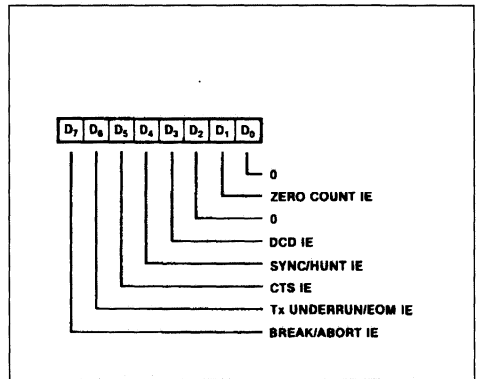 D7 D6 D5 D4 D3 D2 D1 D0
0
ZERO COUNT IE
0
DCD IE
SYNC/HUNT IE
CTS IE
Tx UNDERRUN/EOM IE
BREAK/ABORT IE